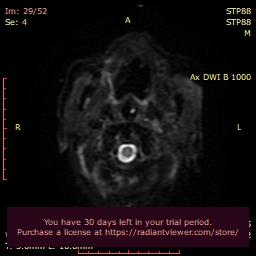 Im: 29/52
Se: 4
STP88
STP88
M
A
Ax DWI B 1000
R
L
You have 30 days left in your trial period.
Purchase a license at https://radiantviewer.com/store/